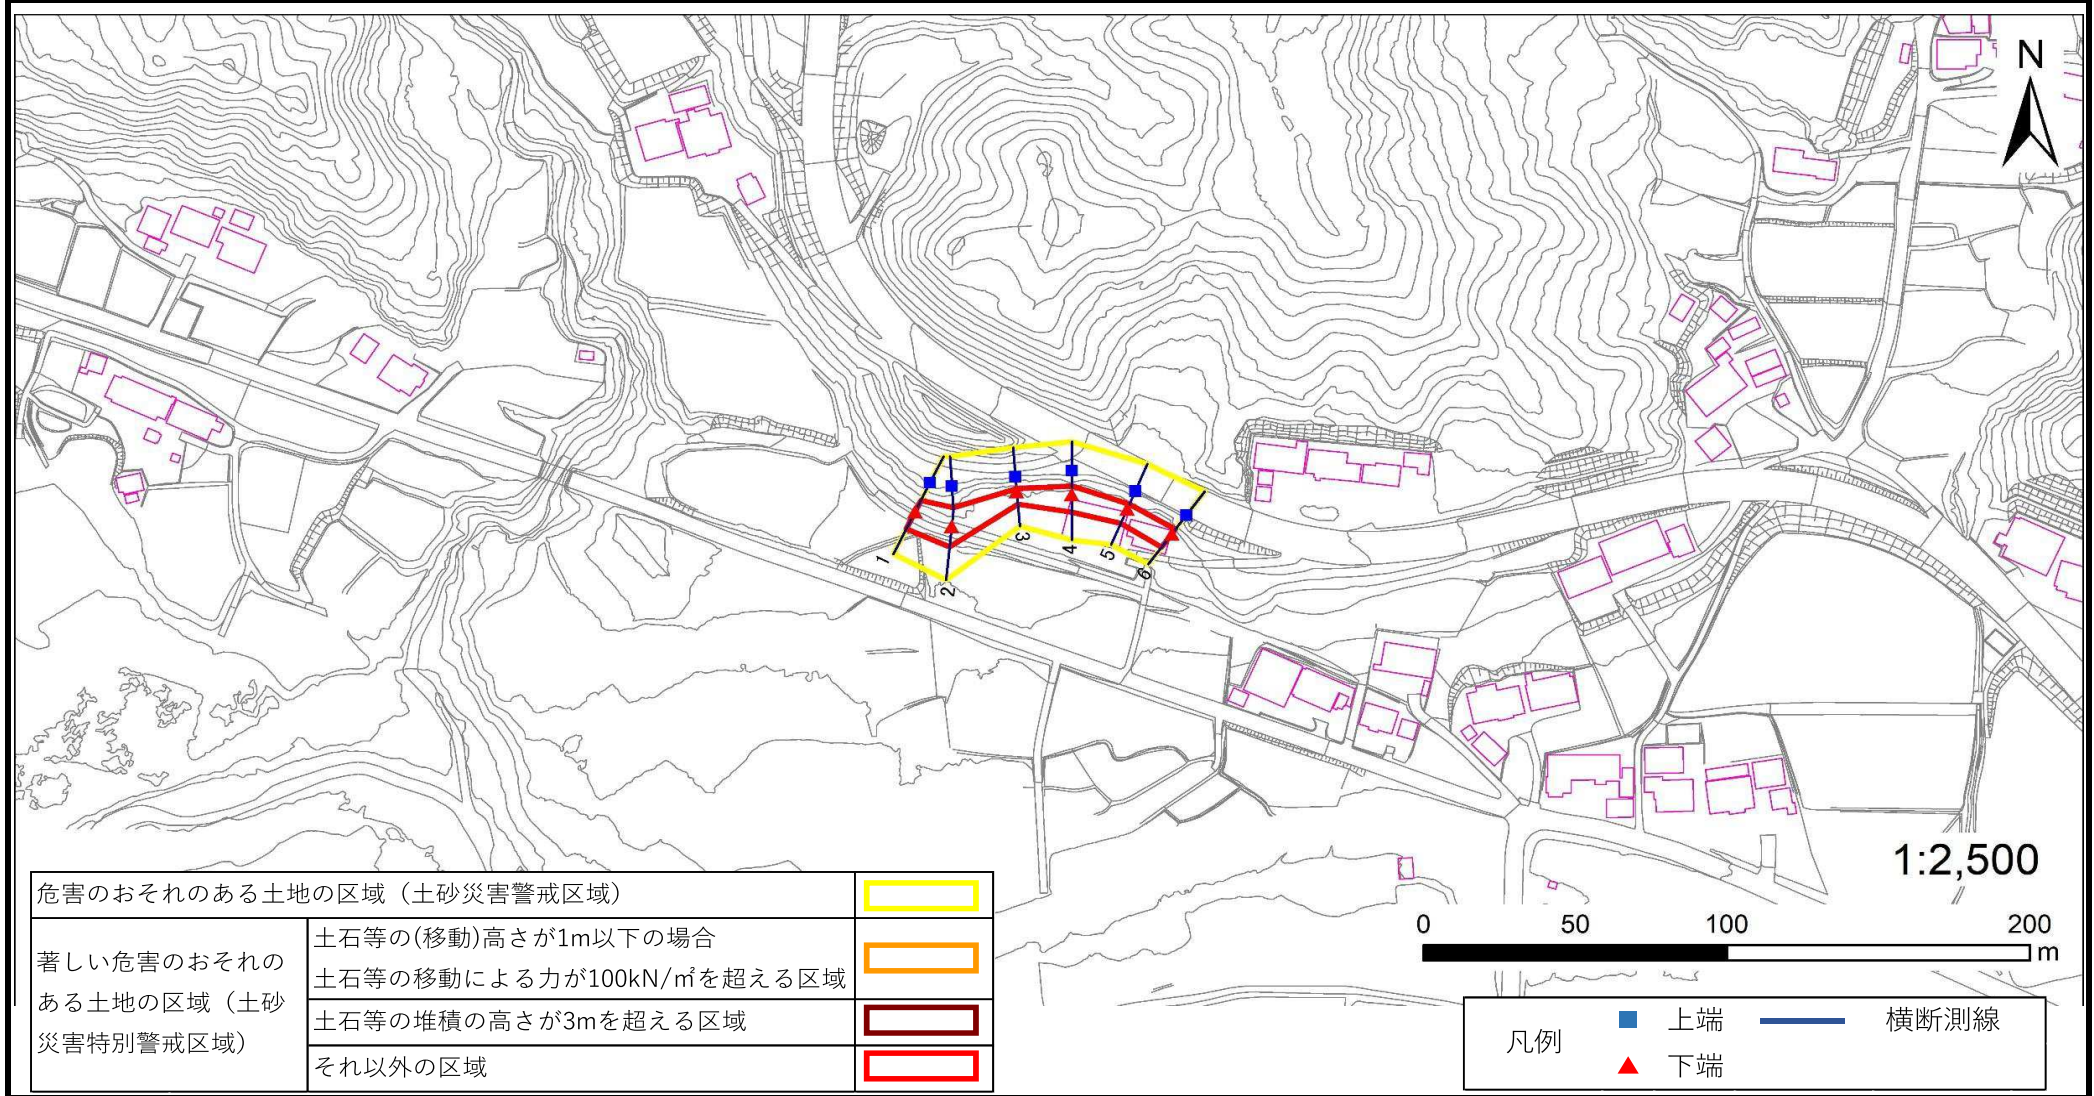 N
1
2
3
4
5
6
1:2,500
0 50 100 200
m
危害のおそれのある土地の区域（土砂災害警戒区域）
著しい危害のおそれの
ある土地の区域（土砂
災害特別警戒区域）
土石等の(移動)高さが1m以下の場合
土石等の移動による力が100kN/㎡を超える区域
土石等の堆積の高さが3mを超える区域
それ以外の区域
凡例
上端
横断測線
下端